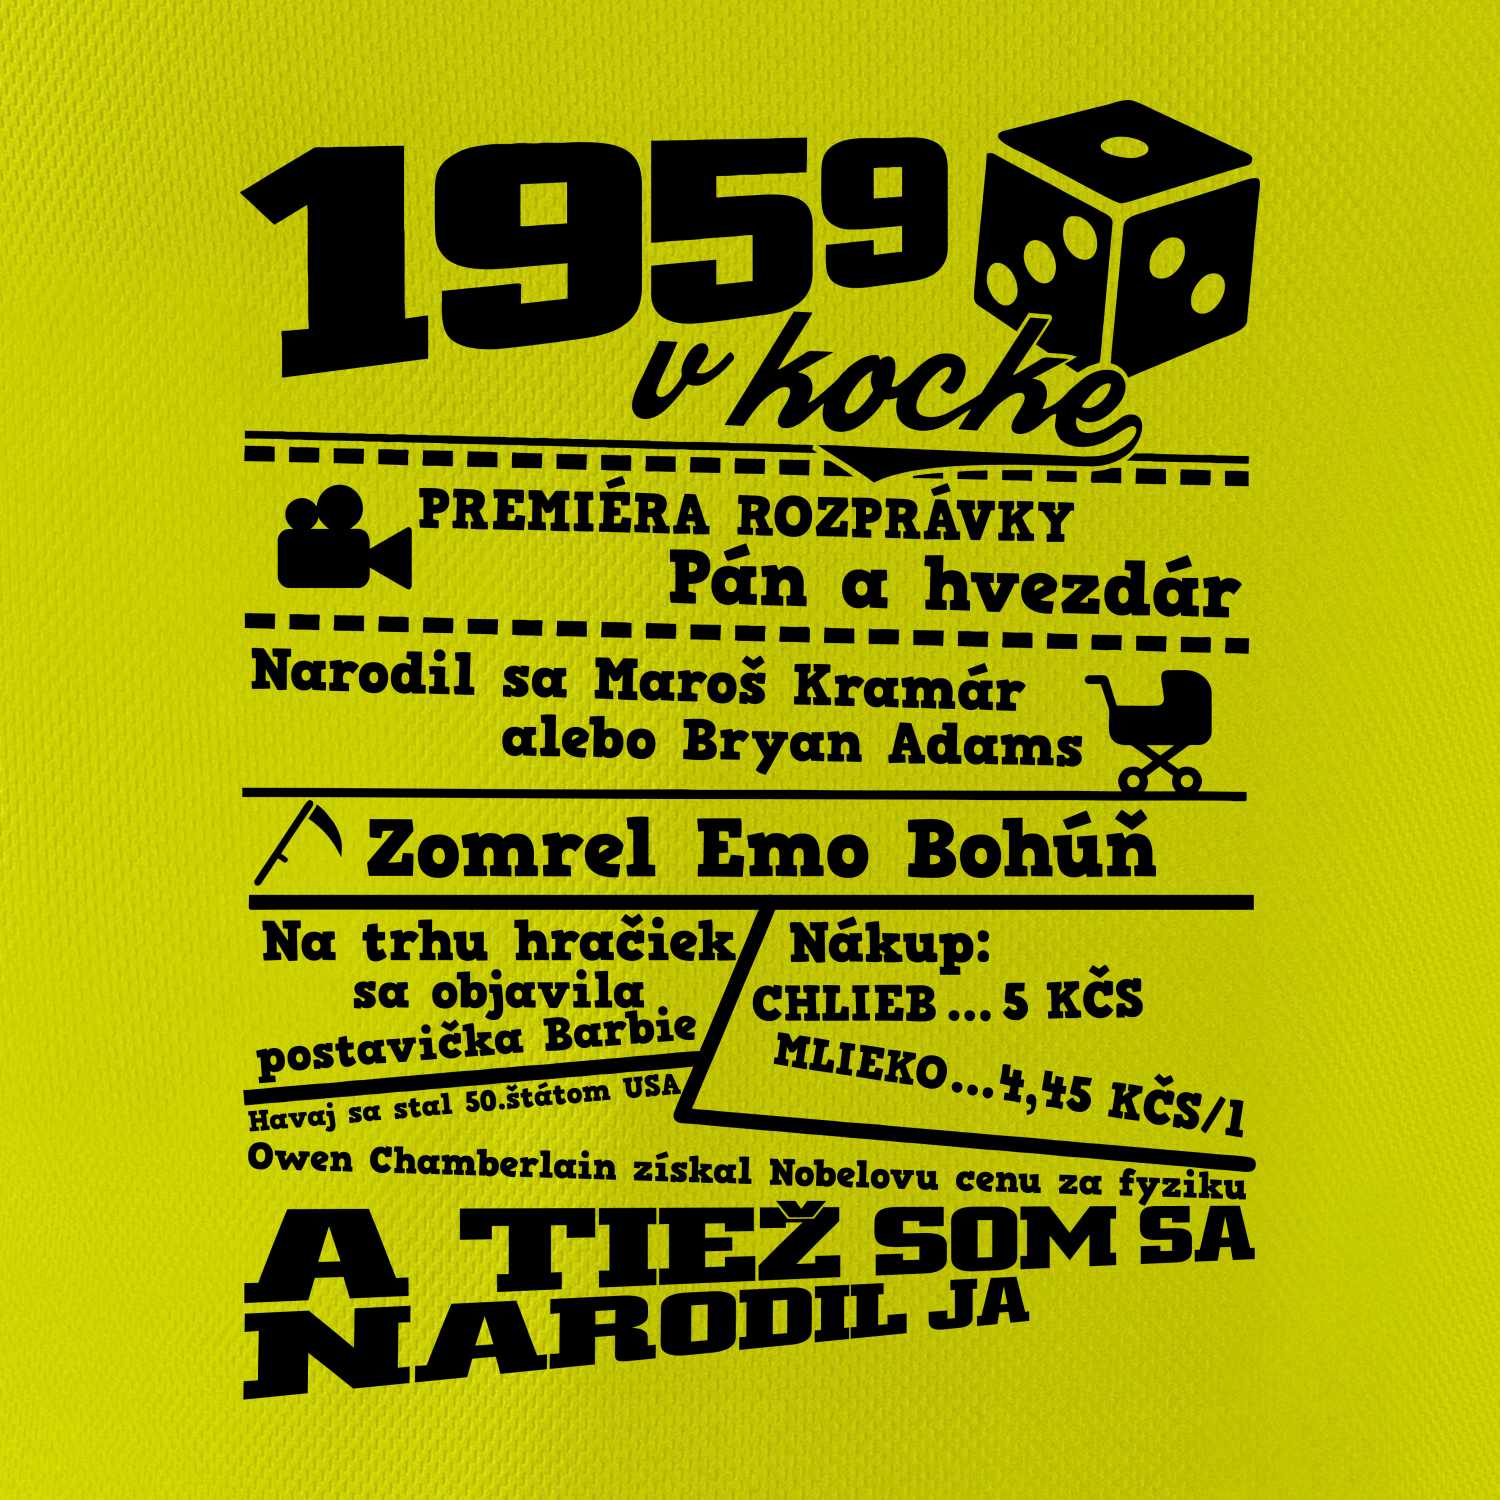 1959
v kocke
PREMIÉRA ROZPRÁVKY
Pán a hvezdár
Narodil sa Maroš Kramár
alebo Bryan Adams
Zomrel Emo Bohúň
Na trhu hračiek
sa objavila
postavička Barbie
Nákup:
CHLIEB...5 KČS
MLIEKO...4,45 KČS/l
Havaj sa stal 50.štátom USA
Owen Chamberlain získal Nobelovu cenu za fyziku
A TIEŽ SOM SA
NARODIL JA